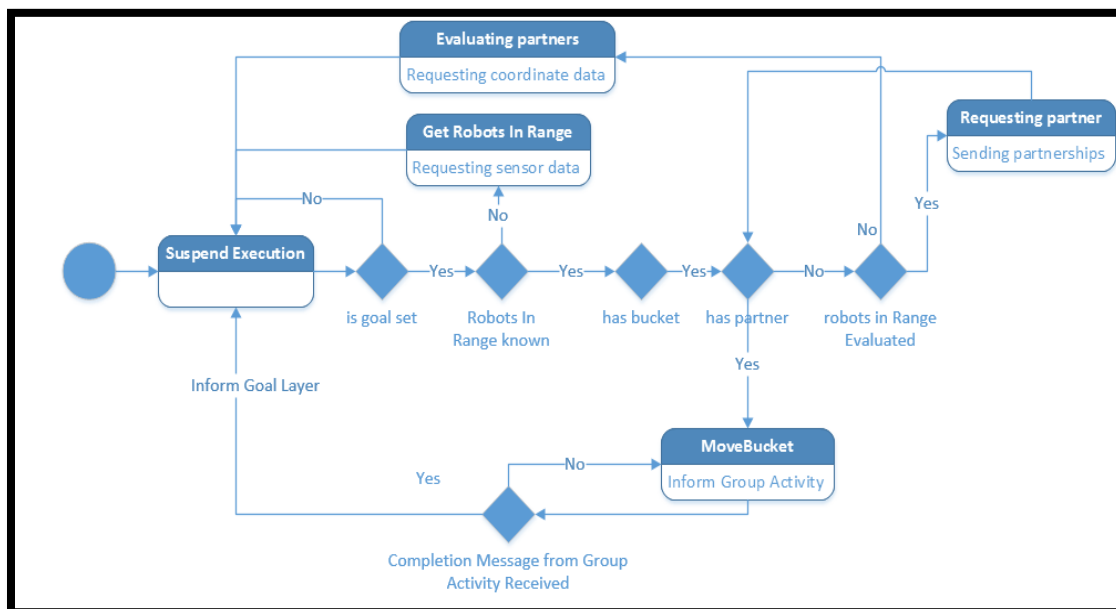 Evaluating partners
Requesting coordinate data
Requesting partner
Sending partnerships
Get Robots In Range
Requesting sensor data
No
No
Yes
No
Suspend Execution
Yes
Yes
Yes
No
is goal set
Robots In
Range known
has bucket
has partner
robots in Range
Evaluated
Yes
Inform Goal Layer
MoveBucket
Inform Group Activity
No
Yes
Completion Message from Group
Activity Received